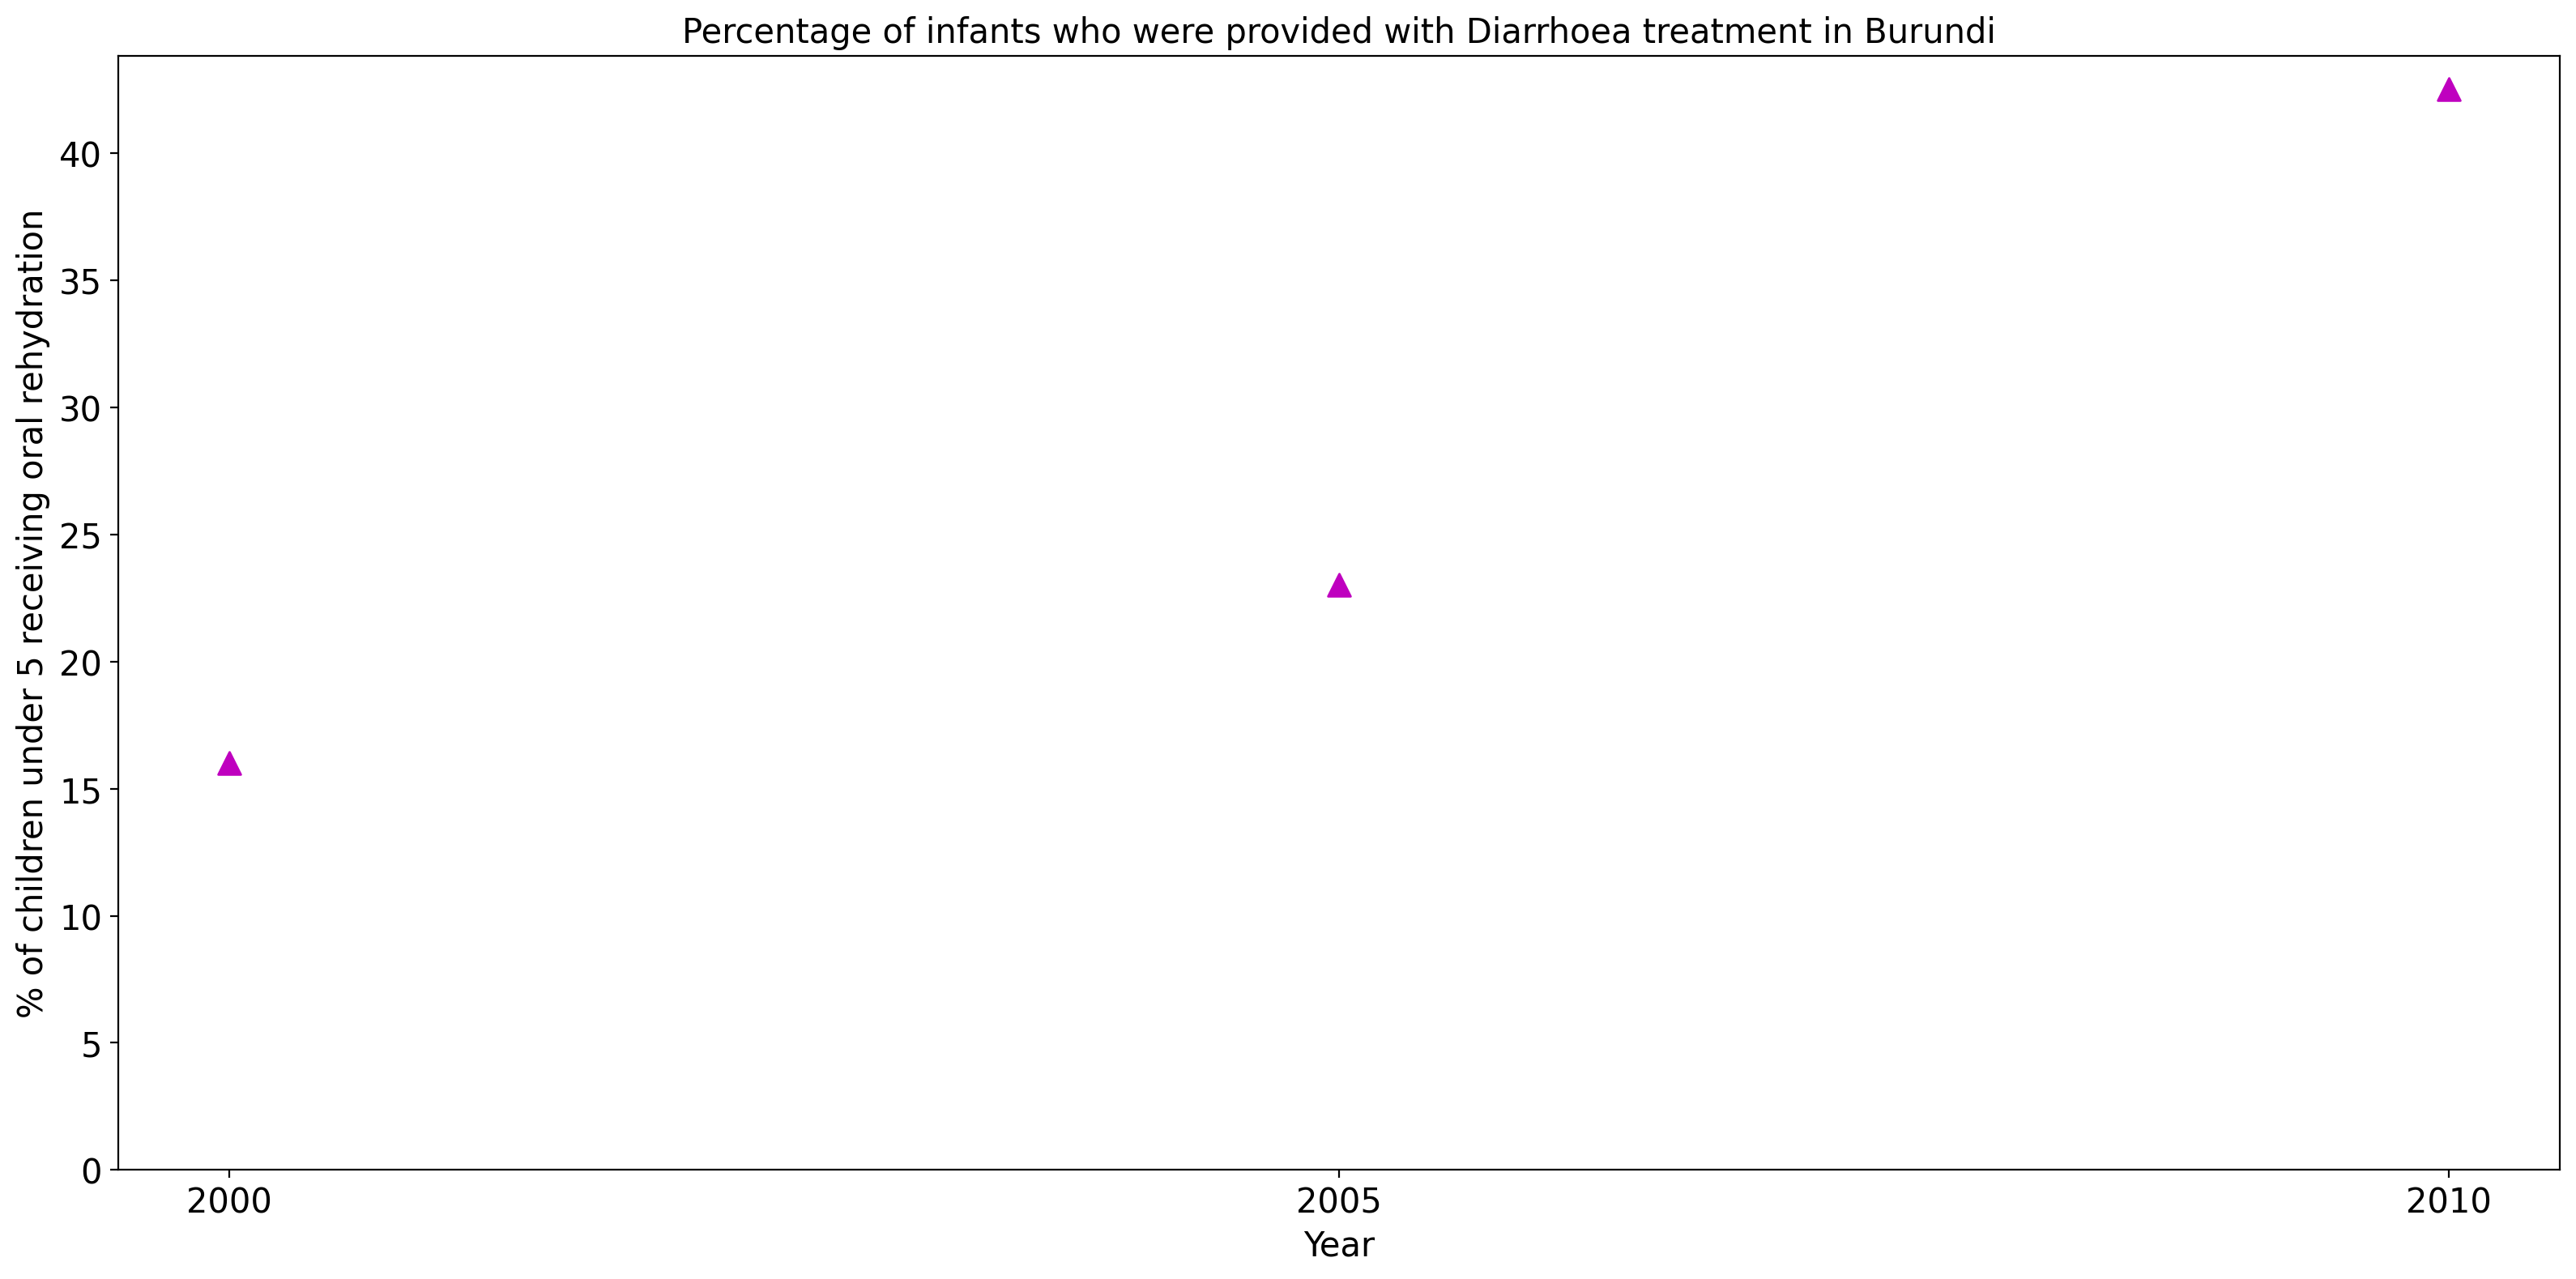 Percentage of infants who were provided with Diarrhoea treatment in Burundi
% of children under 5 receiving oral rehydration
40
35
30
25
20
15
10
5
0
2000 2005 2010
Year